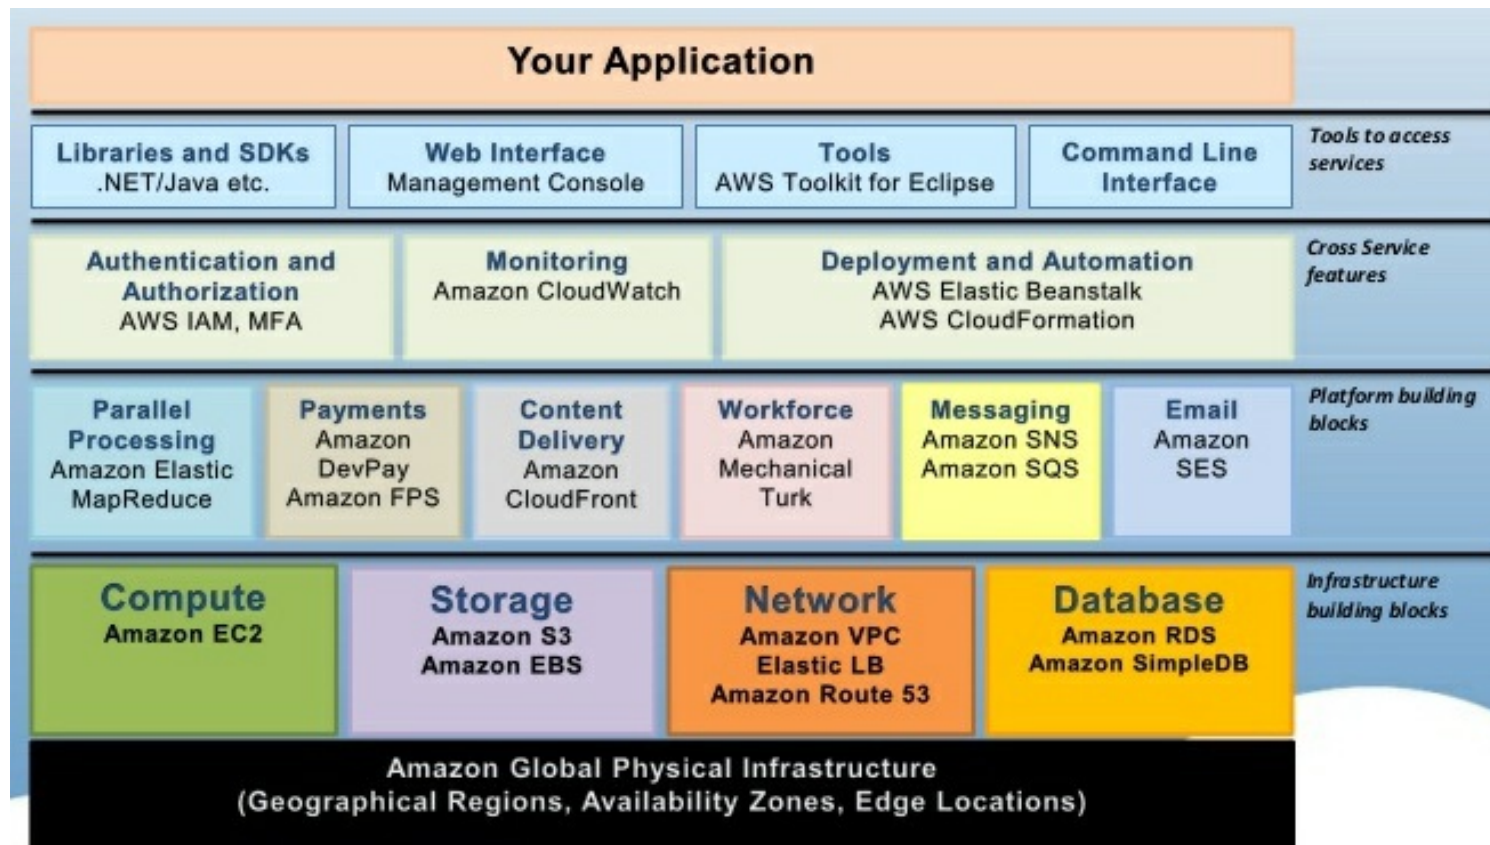 Your Application
Libraries and SDKs
.NET/Java etc.
Web Interface
Management Console
Tools
AWS Toolkit for Eclipse
Command Line
Interface
Tools to access
services
Authentication and
Authorization
AWS IAM, MFA
Monitoring
Amazon CloudWatch
Deployment and Automation
AWS Elastic Beanstalk
AWS CloudFormation
Cross Service
features
Parallel
Processing
Amazon Elastic
MapReduce
Payments
Amazon
DevPay
Amazon FPS
Content
Delivery
Amazon
CloudFront
Workforce
Amazon
Mechanical
Turk
Messaging
Amazon SNS
Amazon SQS
Email
Amazon
SES
Platform building
blocks
Compute
Amazon EC2
Storage
Amazon S3
Amazon EBS
Network
Amazon VPC
Elastic LB
Amazon Route 53
Database
Amazon RDS
Amazon SimpleDB
Infrastructure
building blocks
Amazon Global Physical Infrastructure
(Geographical Regions, Availability Zones, Edge Locations)